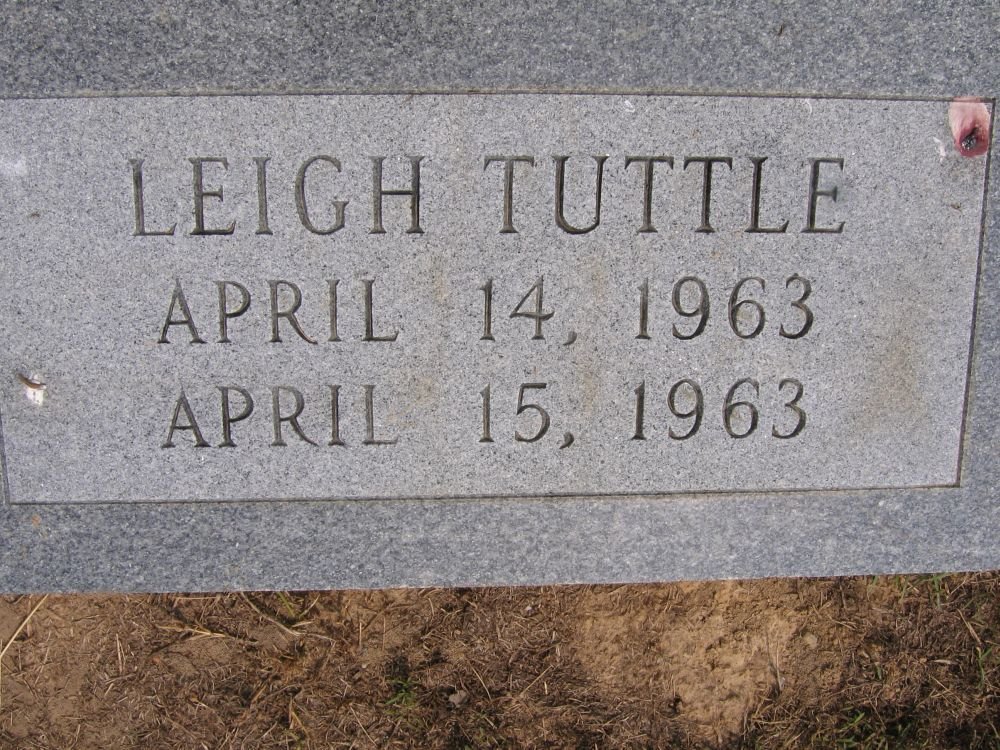 LEIGH TUTTLE
APRIL 14, 1963
APRIL 15, 1963